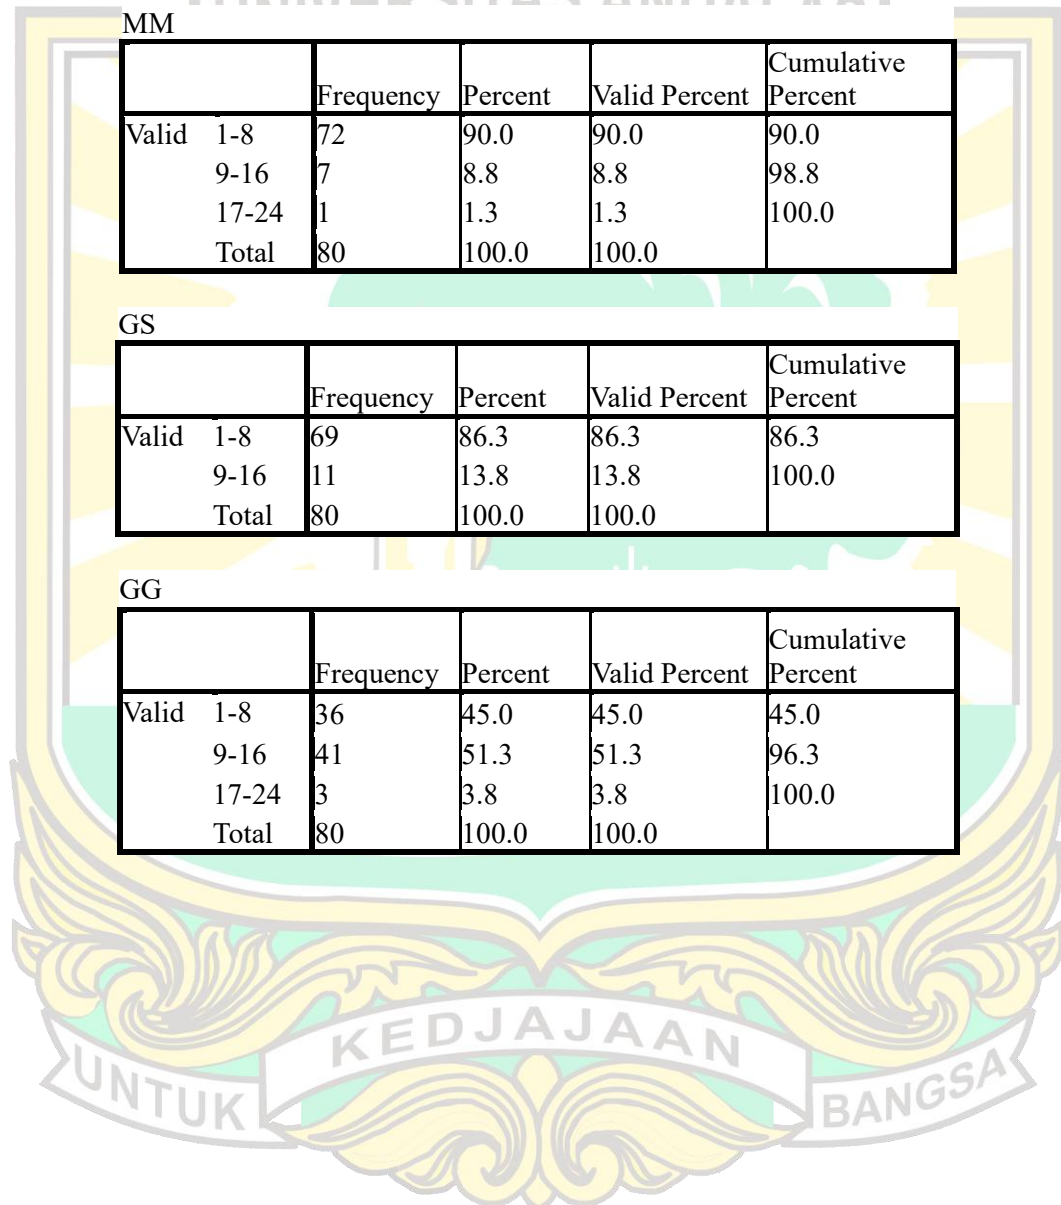 MM
Cumulative
Frequency Percent Valid Percent Percent
Valid 1-8 72 90.0 90.0 90.0
9-16 7 8.8 8.8 98.8
17-24 1 1.3 1.3 100.0
Total 80 100.0 100.0
GS
Cumulative
Frequency Percent Valid Percent Percent
Valid 1-8 69 86.3 86.3 86.3
9-16 11 13.8 13.8 100.0
Total 80 100.0 100.0
GG
Cumulative
Frequency Percent Valid Percent Percent
Valid 1-8 36 45.0 45.0 45.0
9-16 41 51.3 51.3 96.3
17-24 3 3.8 3.8 100.0
Total 80 100.0 100.0
KEDJAJAAN
UNTUK BANGSA